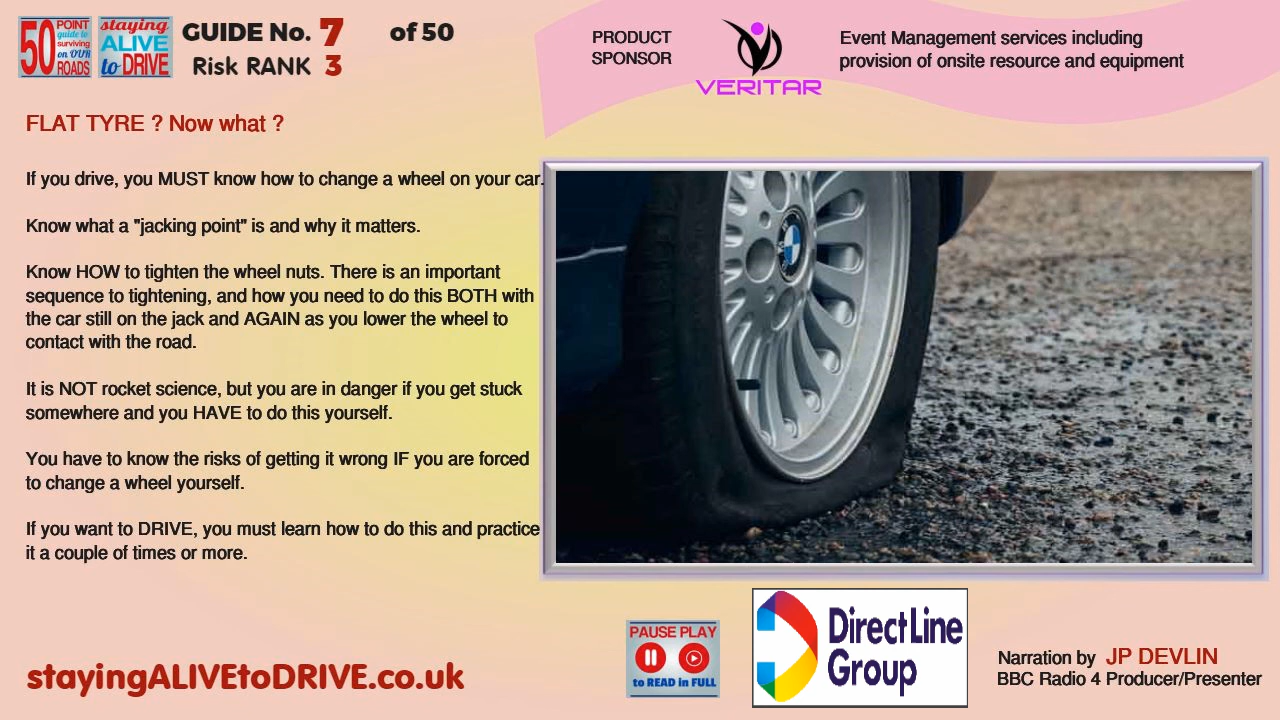 50 POINT
guide to
surviving
on OUR
ROADS
staying
ALIVE
to DRIVE
GUIDE No. 7 of 50
Risk RANK 3
PRODUCT
SPONSOR
VERITAR
Event Management services including
provision of onsite resource and equipment
FLAT TYRE ? Now what ?
If you drive, you MUST know how to change a wheel on your car.
Know what a "jacking point" is and why it matters.
Know HOW to tighten the wheel nuts. There is an important
sequence to tightening, and how you need to do this BOTH with
the car still on the jack and AGAIN as you lower the wheel to
contact with the road.
It is NOT rocket science, but you are in danger if you get stuck
somewhere and you HAVE to do this yourself.
You have to know the risks of getting it wrong IF you are forced
to change a wheel yourself.
If you want to DRIVE, you must learn how to do this and practice
it a couple of times or more.
BMW
stayingALIVEtoDRIVE.co.uk
PAUSE PLAY
to READ in FULL
Direct Line
Group
Narration by JP DEVLIN
BBC Radio 4 Producer/Presenter